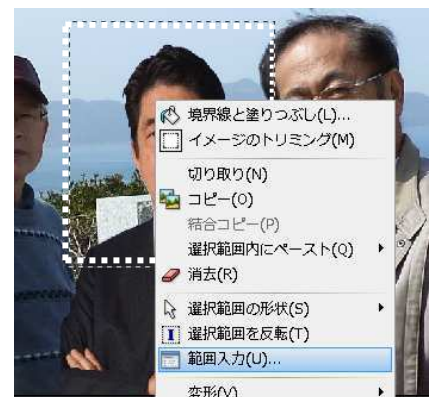 境界線と塗りつぶし(L)...
イメージのトリミング(M)
切り取り(N)
コピー(O)
結合コピー(P)
選択範囲内にペースト(Q)
消去(R)
選択範囲の形状(S)
選択範囲を反転(T)
範囲入力(U)...
変形(V)